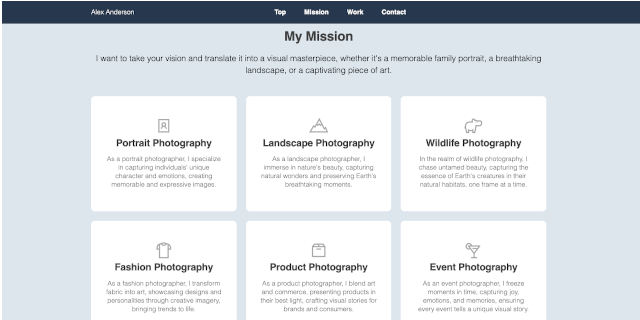 Alex Anderson
Top Mission Work Contact
My Mission
I want to take your vision and translate it into a visual masterpiece, whether it's a memorable family portrait, a breathtaking
landscape, or a captivating piece of art.
Portrait Photography
As a portrait photographer, I specialize
in capturing individuals' unique
character and emotions, creating
memorable and expressive images.
Landscape Photography
As a landscape photographer, I
immerse in nature's beauty, capturing
natural wonders and preserving Earth's
breathtaking moments.
Wildlife Photography
In the realm of wildlife photography, I
chase untamed beauty, capturing the
essence of Earth's creatures in their
natural habitats, one frame at a time.
Fashion Photography
As a fashion photographer, I transform
fabric into art, showcasing designs and
personalities through creative imagery,
bringing trends to life.
Product Photography
As a product photographer, I blend art
and commerce, presenting products in
their best light, crafting visual stories for
brands and consumers.
Event Photography
As an event photographer, I freeze
moments in time, capturing joy,
emotions, and memories, ensuring
every event tells a unique visual story.